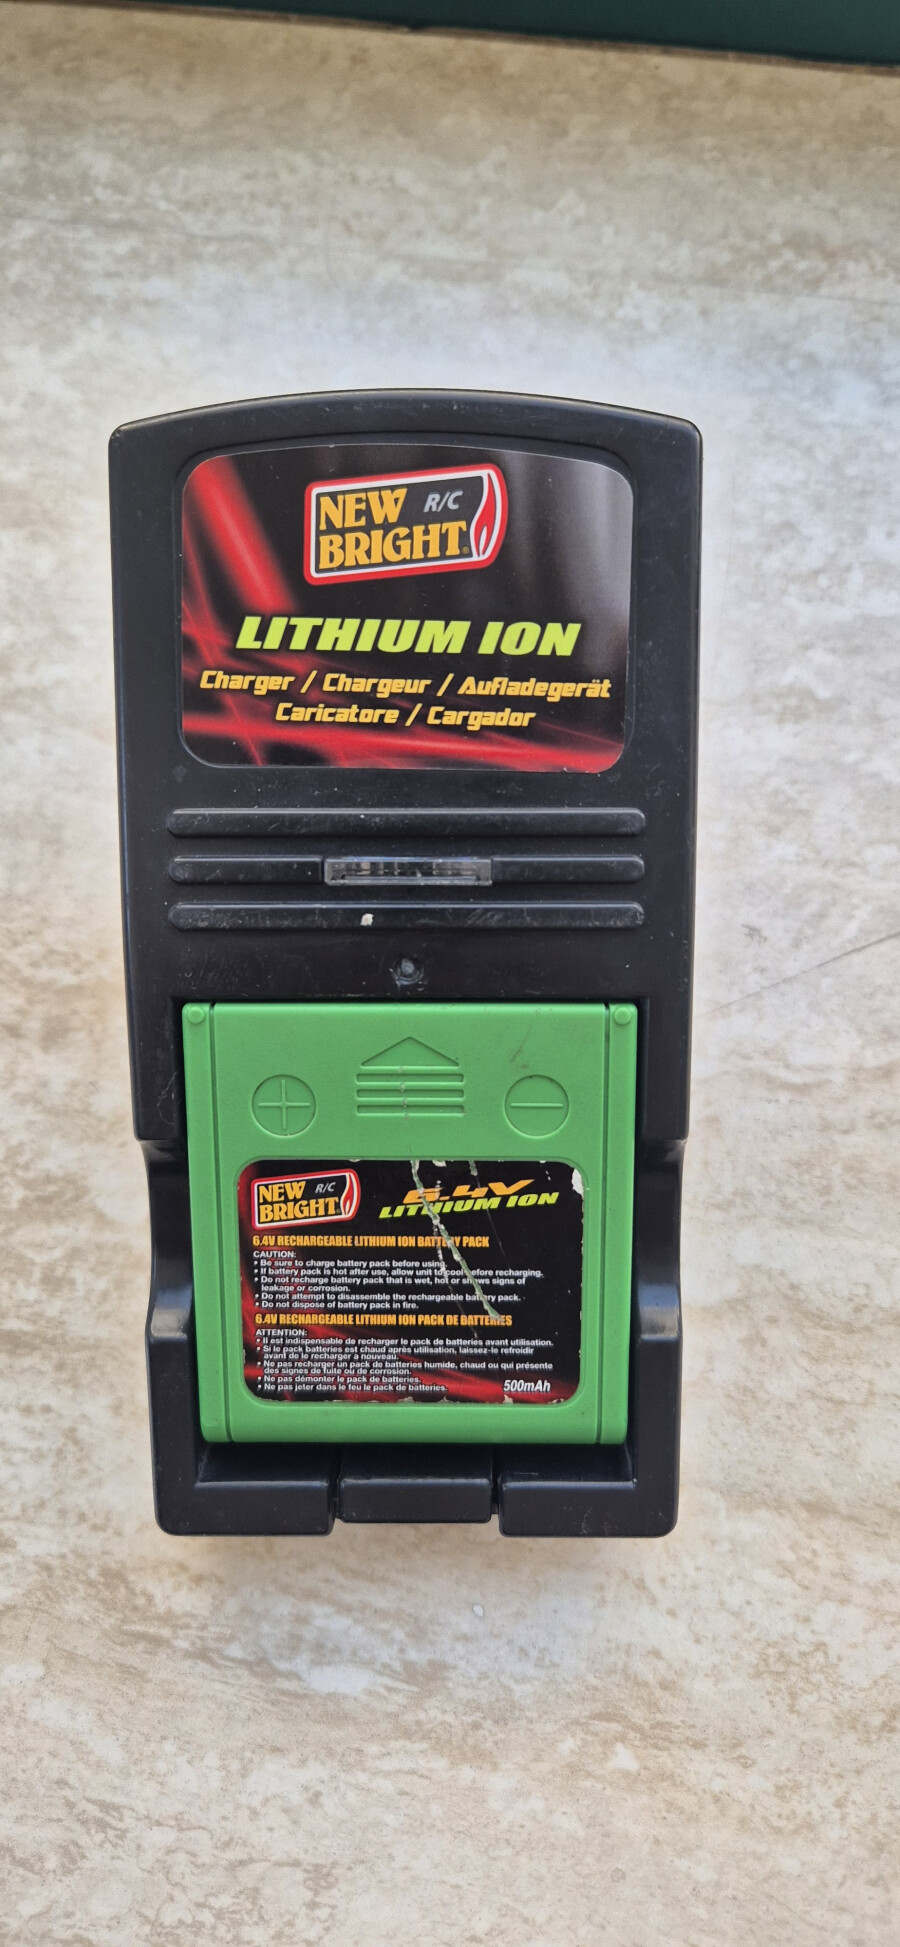 NEW R/C
BRIGHT®
LITHIUM ION
Charger / Chargeur / Aufladegerät
Caricatore / Cargador
NEW R/C
BRIGHT
6.4V
LITHIUM ION
6.4V RECHARGEABLE LITHIUM ION BATTERY PACK
CAUTION:
• Be sure to charge battery pack before using.
• If battery pack is hot after use, allow unit to cool before recharging.
• Do not recharge battery pack that is wet, hot or shows signs of
leakage or corrosion.
• Do not attempt to disassemble the rechargeable battery pack.
• Do not dispose of battery pack in fire.
6.4V RECHARGEABLE LITHIUM ION PACK DE BATTERIES
ATTENTION:
• Il est indispensable de recharger le pack de batteries avant utilisation.
• Si le pack batteries est chaud après utilisation, laissez-le refroidir
avant de le recharger à nouveau.
• Ne pas recharger un pack de batteries humide, chaud ou qui présente
des signes de fuite ou de corrosion.
• Ne pas démonter le pack de batteries.
• Ne pas jeter dans le feu le pack de batteries.
500mAh